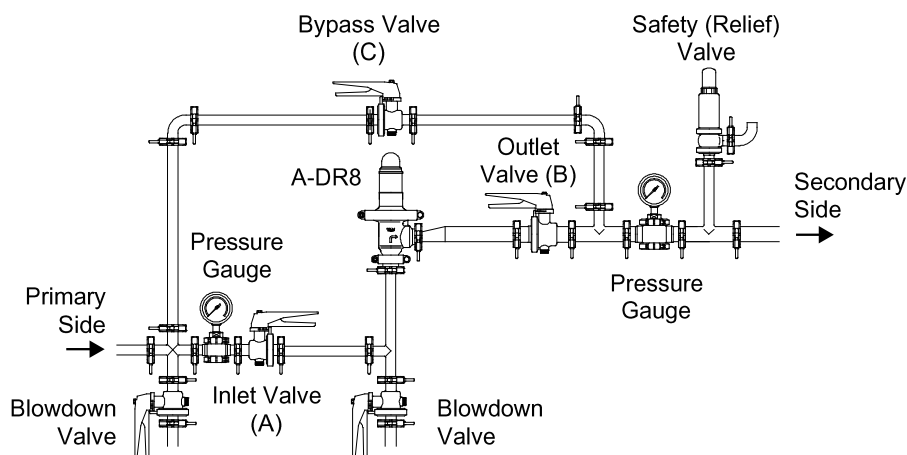 Bypass Valve
(C)
Safety (Relief)
Valve
A-DR8
Outlet
Valve (B)
Secondary
Side
Pressure
Gauge
Pressure
Gauge
Primary
Side
Inlet Valve
(A)
Blowdown
Valve
Blowdown
Valve